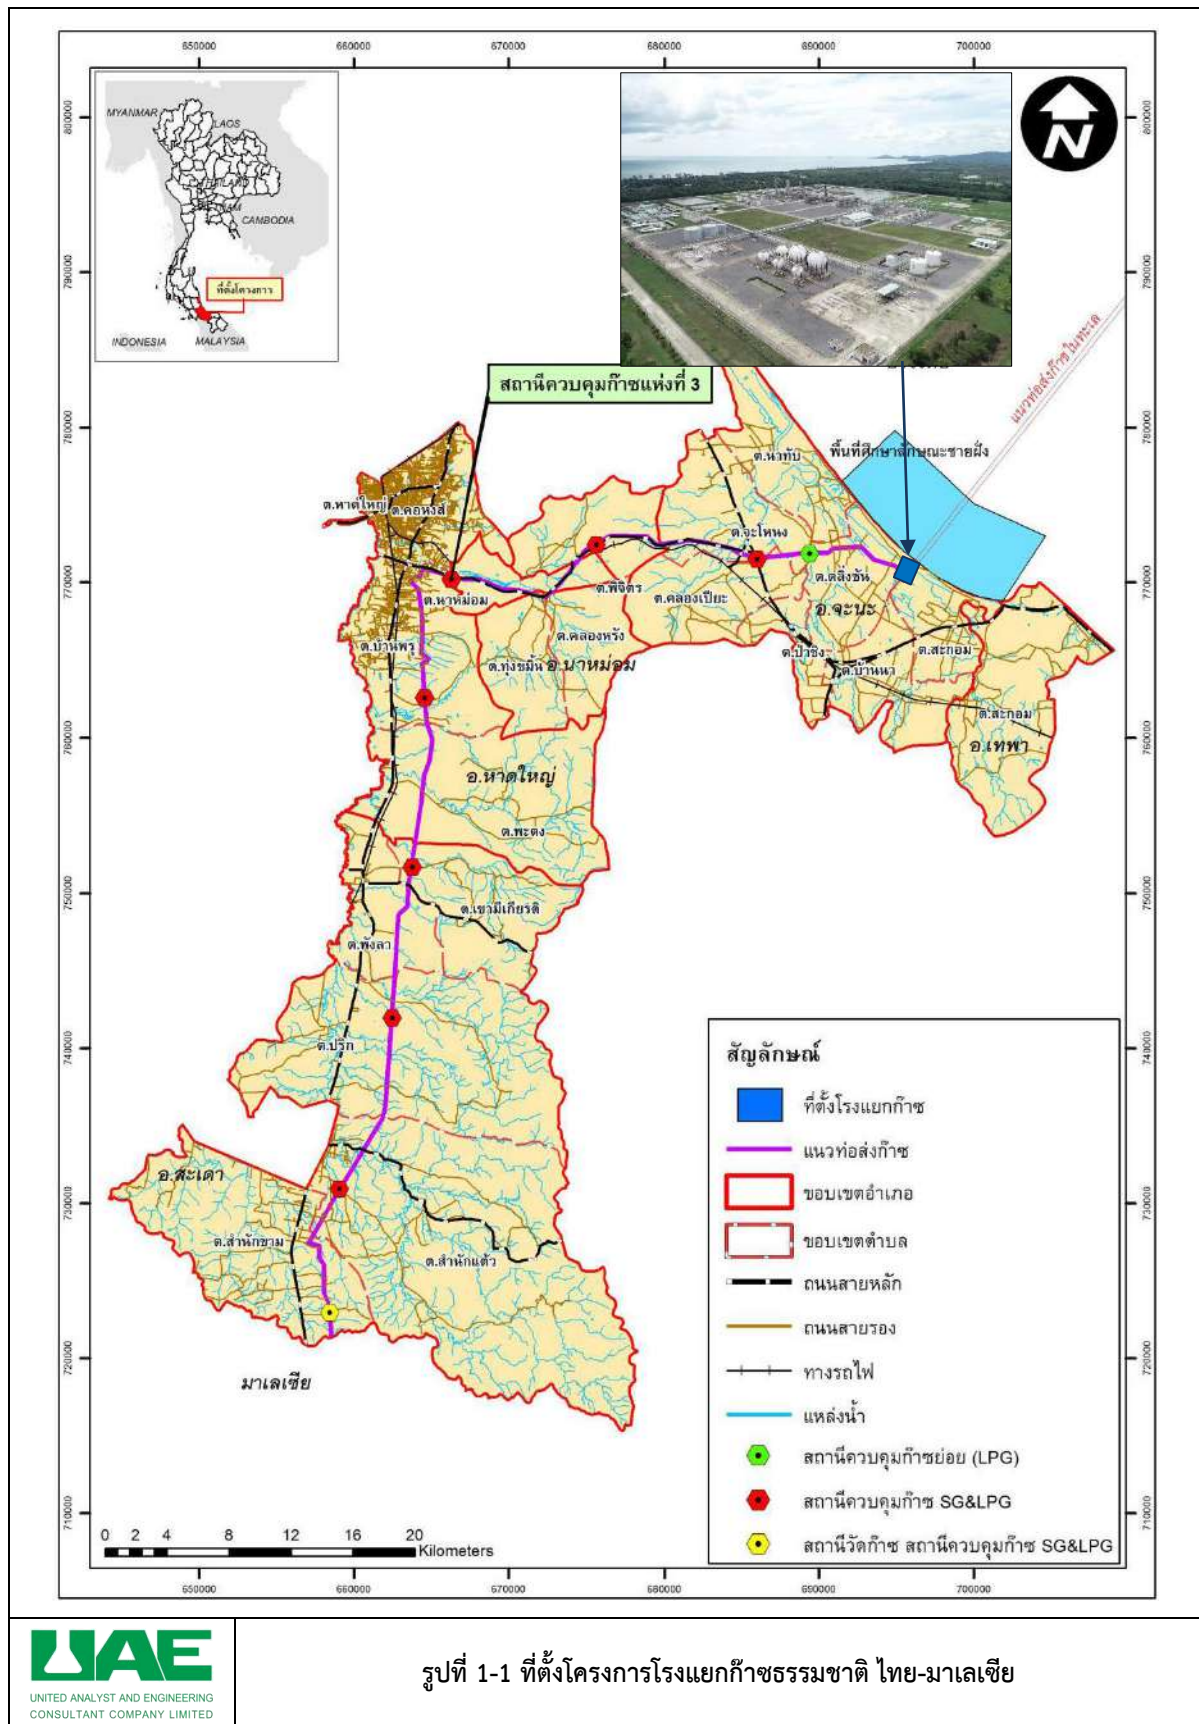 650000 660000 670000 680000 690000 700000
800000 800000
790000 790000
780000 780000
770000 770000
760000 760000
750000 750000
740000 740000
730000 730000
720000 720000
710000 710000
MYANMAR
LAOS
THAILAND
CAMBODIA
ที่ตั้งโครงการ
INDONESIA
MALAYSIA
N
สถานีควบคุมก๊าซแห่งที่ 3
แนวท่อส่งก๊าซในทะเล
พื้นที่ศึกษาลักษณะชายฝั่ง
ต.นาทับ
ต.หาดใหญ่
ต.คอหงส์
ต.จะโหนง
ต.ตลิ่งชัน
ต.พิจิตร
ต.คลองเปียะ
ต.นาหม่อม
อ.จะนะ
ต.คลองหรัง
ต.บ้านพรุ
ต.ทุ่งขมิ้น
อ.นาหม่อม
ต.ป่าชิง
ต.บ้านนา
ต.สะกอม
ต.สะกอม
อ.เทพา
อ.หาดใหญ่
ต.พะตง
ต.เขามีเกียรติ
ต.พังลา
ต.ปริก
อ.สะเดา
ต.สำนักขาม
ต.สำนักแต้ว
มาเลเซีย
สัญลักษณ์
ที่ตั้งโรงแยกก๊าซ
แนวท่อส่งก๊าซ
ขอบเขตอำเภอ
ขอบเขตตำบล
ถนนสายหลัก
ถนนสายรอง
ทางรถไฟ
แหล่งน้ำ
สถานีควบคุมก๊าซย่อย (LPG)
สถานีควบคุมก๊าซ SG&LPG
สถานีวัดก๊าซ สถานีควบคุมก๊าซ SG&LPG
0 2 4 8 12 16 20
Kilometers
650000 660000 670000 680000 690000 700000
UAE
UNITED ANALYST AND ENGINEERING
CONSULTANT COMPANY LIMITED
รูปที่ 1-1 ที่ตั้งโครงการโรงแยกก๊าซธรรมชาติ ไทย-มาเลเซีย